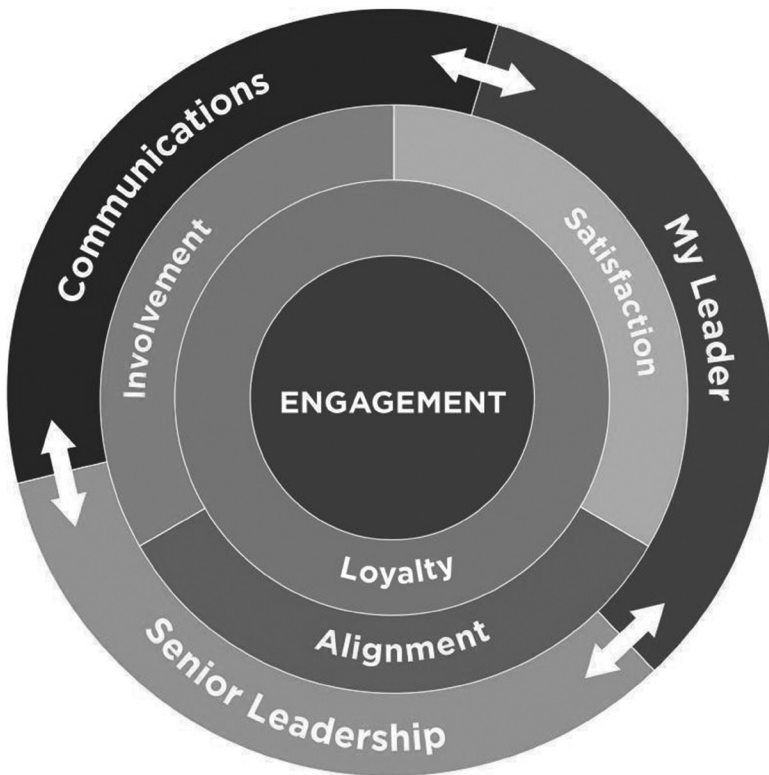 Communications
My Leader
Involvement
Satisfaction
ENGAGEMENT
Loyalty
Alignment
Senior Leadership